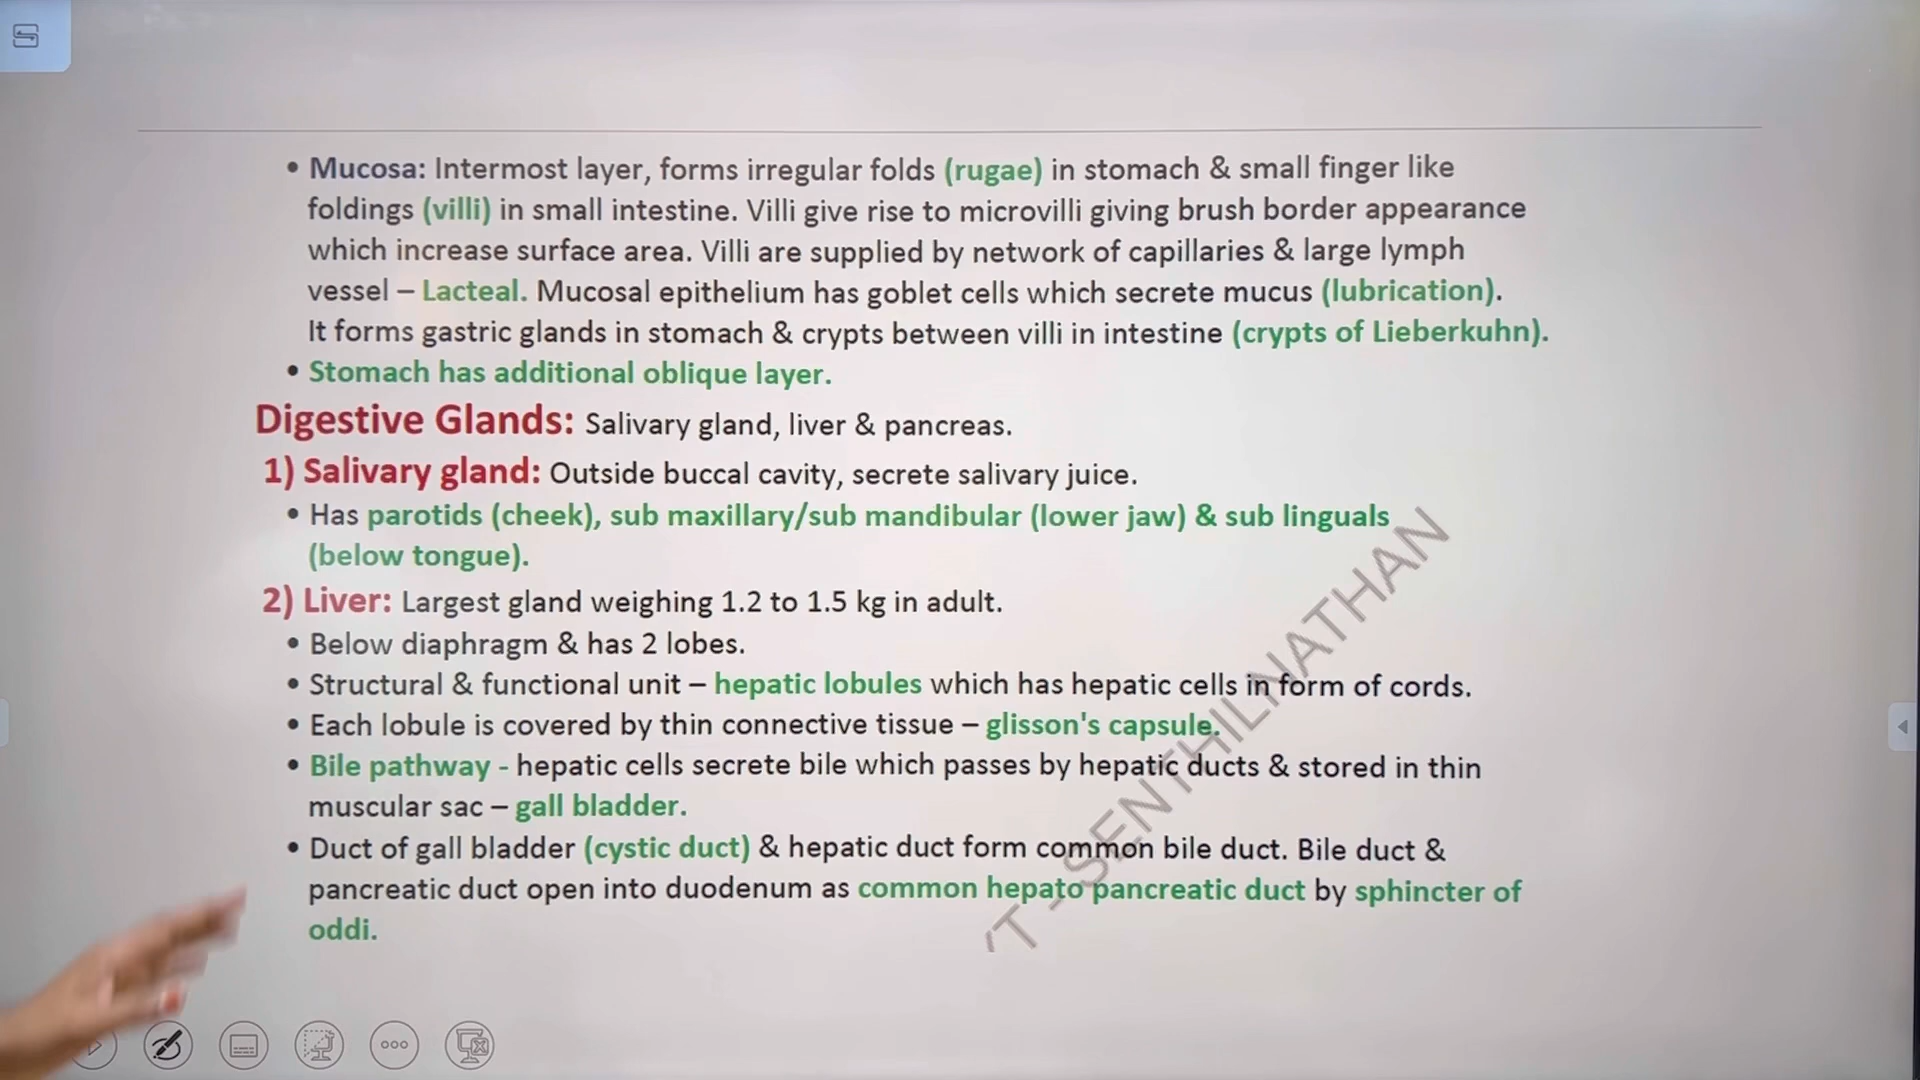 • Mucosa: Intermost layer, forms irregular folds (rugae) in stomach & small finger like
foldings (villi) in small intestine. Villi give rise to microvilli giving brush border appearance
which increase surface area. Villi are supplied by network of capillaries & large lymph
vessel – Lacteal. Mucosal epithelium has goblet cells which secrete mucus (lubrication).
It forms gastric glands in stomach & crypts between villi in intestine (crypts of Lieberkuhn).
• Stomach has additional oblique layer.
Digestive Glands: Salivary gland, liver & pancreas.
1) Salivary gland: Outside buccal cavity, secrete salivary juice.
• Has parotids (cheek), sub maxillary/sub mandibular (lower jaw) & sub linguals
(below tongue).
2) Liver: Largest gland weighing 1.2 to 1.5 kg in adult.
• Below diaphragm & has 2 lobes.
• Structural & functional unit – hepatic lobules which has hepatic cells in form of cords.
• Each lobule is covered by thin connective tissue – glisson's capsule.
• Bile pathway - hepatic cells secrete bile which passes by hepatic ducts & stored in thin
muscular sac – gall bladder.
• Duct of gall bladder (cystic duct) & hepatic duct form common bile duct. Bile duct &
pancreatic duct open into duodenum as common hepato pancreatic duct by sphincter of
oddi.
YT - SENTHILNATHAN